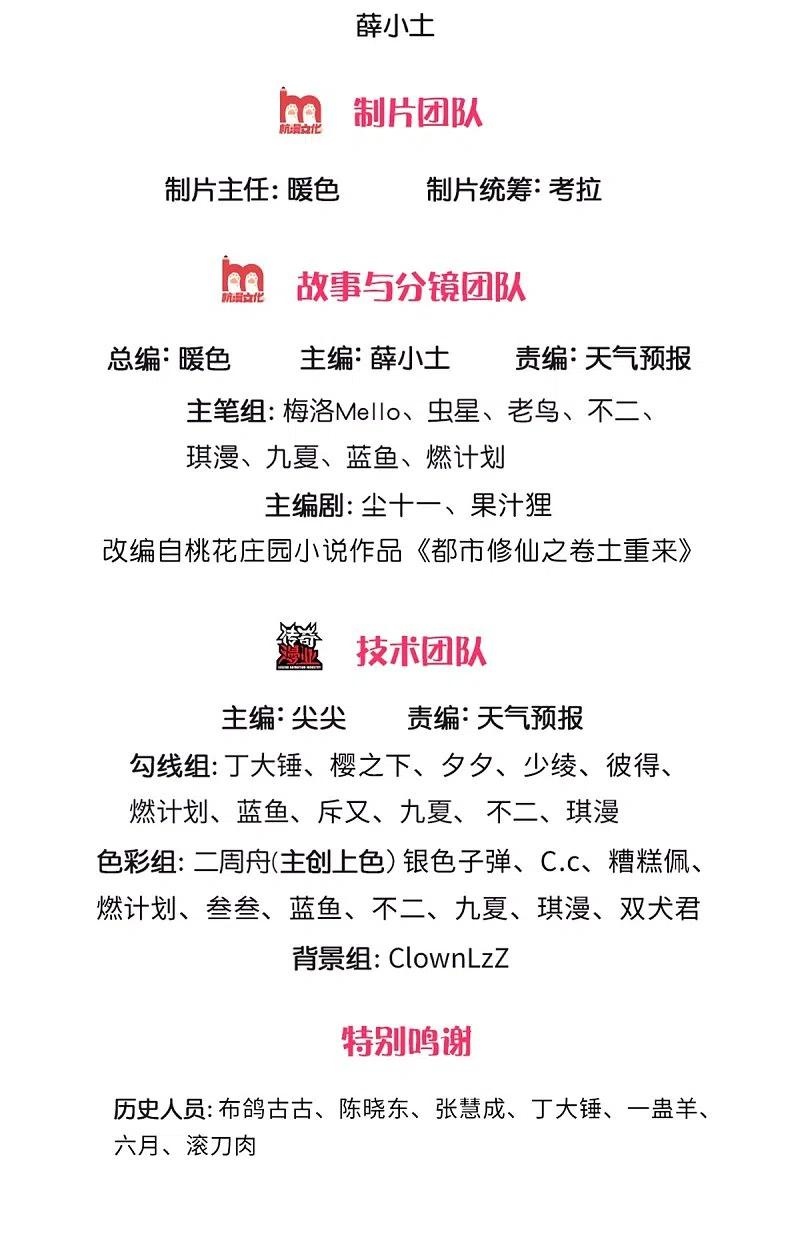 薛小土
航漫文化
制片团队
制片主任: 暖色 制片统筹: 考拉
航漫文化
故事与分镜团队
总编: 暖色 主编: 薛小土 责编: 天气预报
主笔组: 梅洛Mello、虫星、老鸟、不二、
琪漫、九夏、蓝鱼、燃计划
主编剧: 尘十一、果汁狸
改编自桃花庄园小说作品《都市修仙之卷土重来》
传奇
漫业
技术团队
主编: 尖尖 责编: 天气预报
勾线组: 丁大锤、樱之下、夕夕、少绫、彼得、
燃计划、蓝鱼、斥又、九夏、 不二、琪漫
色彩组: 二周舟(主创上色) 银色子弹、C.c、糟糕佩、
燃计划、叁叁、蓝鱼、不二、九夏、琪漫、双犬君
背景组: ClownLzZ
特别鸣谢
历史人员: 布鸽古古、陈晓东、张慧成、丁大锤、一蛊羊、
六月、滚刀肉